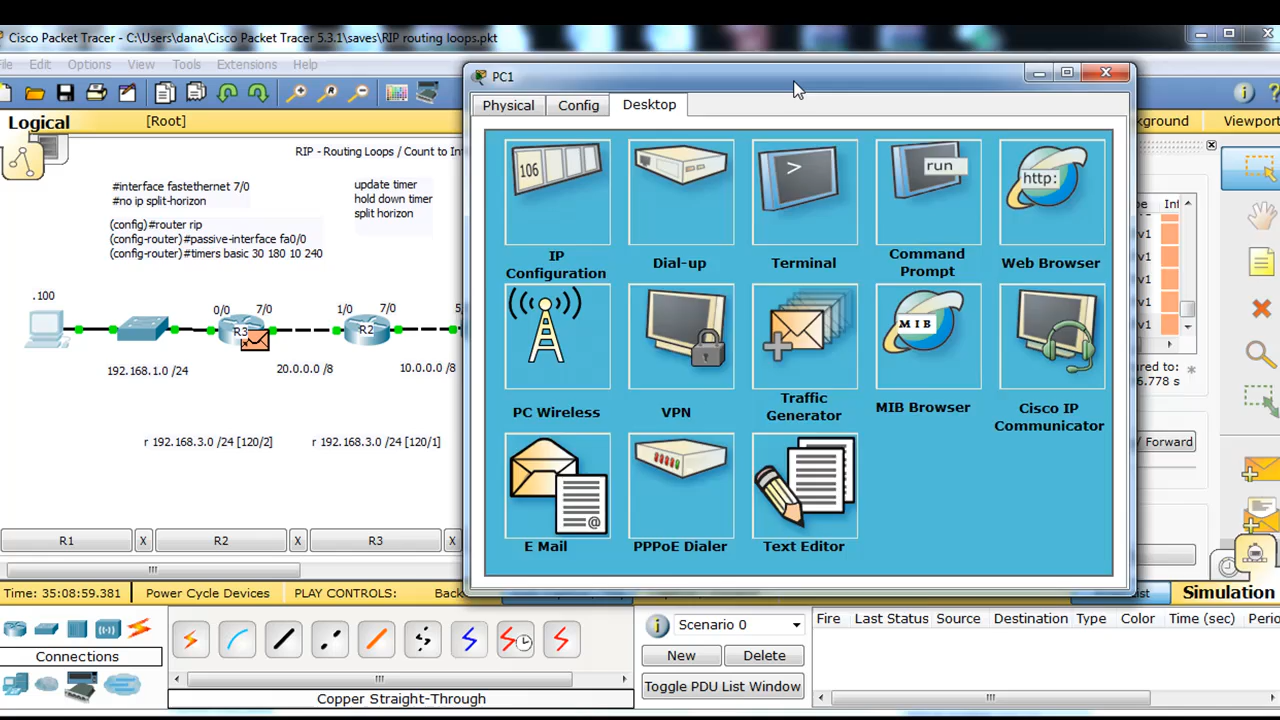 Cisco Packet Tracer - C:\Users\dana\Cisco Packet Tracer 5.3.1\saves\RIP routing loops.pkt
File Edit Options View Tools Extensions Help
PC1
Physical Config Desktop
Logical [Root]
Viewport
RIP - Routing Loops / Count to
#interface fastethernet 7/0
#no ip split-horizon
(config)#router rip
(config-router)#passive-interface fa0/0
(config-router)#timers basic 30 180 10 240
update timer
hold down timer
split horizon
.100
0/0 7/0 1/0 7/0
R3 R2
192.168.1.0 /24
20.0.0.0 /8
10.0.0.0 /8
r 192.168.3.0 /24 [120/2]
r 192.168.3.0 /24 [120/1]
106
IP Configuration
Dial-up
>
Terminal
run
Command Prompt
http:
Web Browser
PC Wireless
VPN
Traffic Generator
MIB
MIB Browser
Cisco IP Communicator
@
E Mail
PPPoE Dialer
Text Editor
v1
v1
v1
v1
v1
6.778 s
/ Forward
R1 X R2 X R3 X
Time: 35:08:59.381 Power Cycle Devices PLAY CONTROLS: Back
Simulation
Connections
Copper Straight-Through
Scenario 0
New Delete
Toggle PDU List Window
Fire Last Status Source Destination Type Color Time (sec)